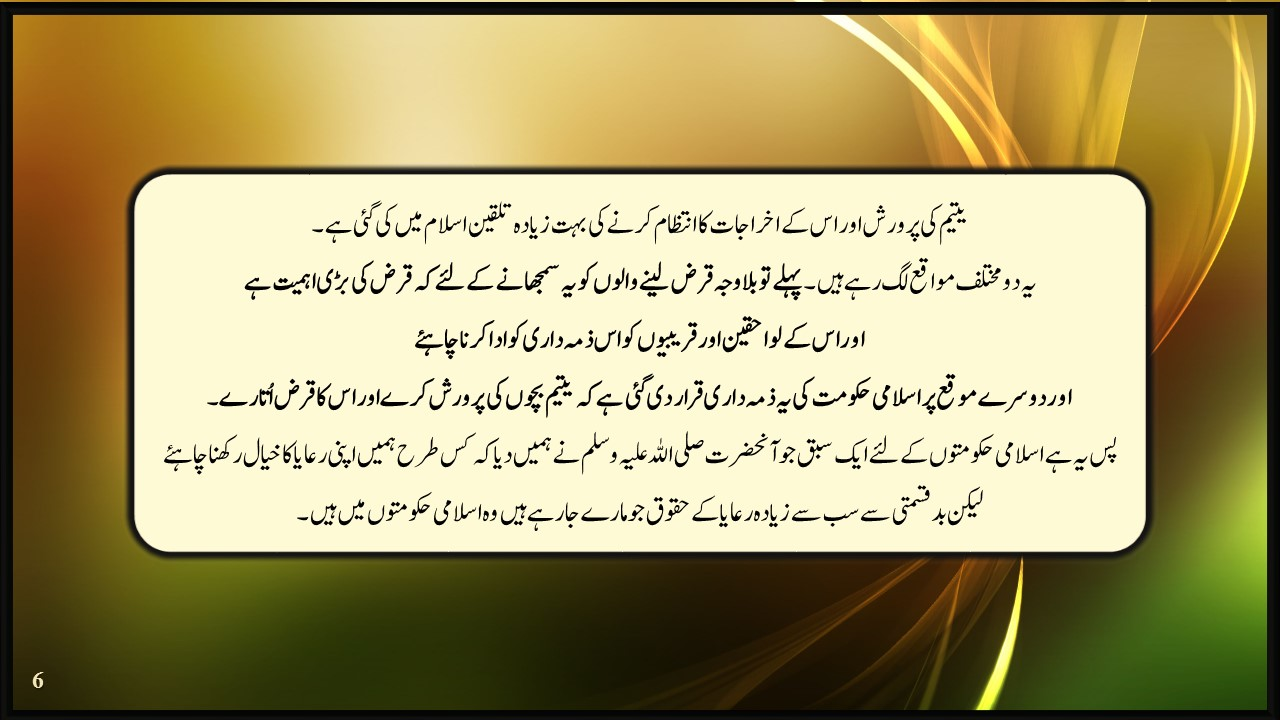 یتیم کی پرورش اور اس کے اخراجات کا انتظام کرنے کی بہت زیادہ تلقین اسلام میں کی گئی ہے۔
یہ دو مختلف مواقع لگ رہے ہیں۔ پہلے تو بلاوجہ قرض لینے والوں کو یہ سمجھانے کے لئے کہ قرض کی بڑی اہمیت ہے
اور اس کے لواحقین اور قریبیوں کو اس ذمہ داری کو ادا کرنا چاہئے
اور دوسرے موقع پر اسلامی حکومت کی یہ ذمہ داری قرار دی گئی ہے کہ یتیم بچوں کی پرورش کرے اور اس کا قرض اُتارے۔
پس یہ ہے اسلامی حکومتوں کے لئے ایک سبق جو آنحضرت صلی اللہ علیہ وسلم نے ہمیں دیا کہ کس طرح ہمیں اپنی رعایا کا خیال رکھنا چاہئے
لیکن بدقسمتی سے سب سے زیادہ رعایا کے حقوق جو مارے جا رہے ہیں وہ اسلامی حکومتوں میں ہیں۔
6